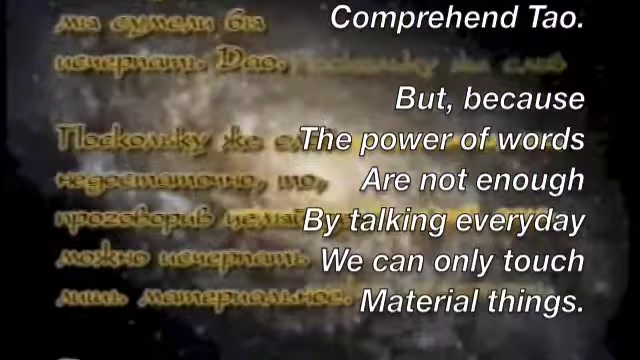 мы сумели бы
исчерпать Дао.
Поскольку же
недостаточно, то,
проговорив
можно исчерпать
лишь материальное.
Comprehend Tao.
But, because
The power of words
Are not enough
By talking everyday
We can only touch
Material things.